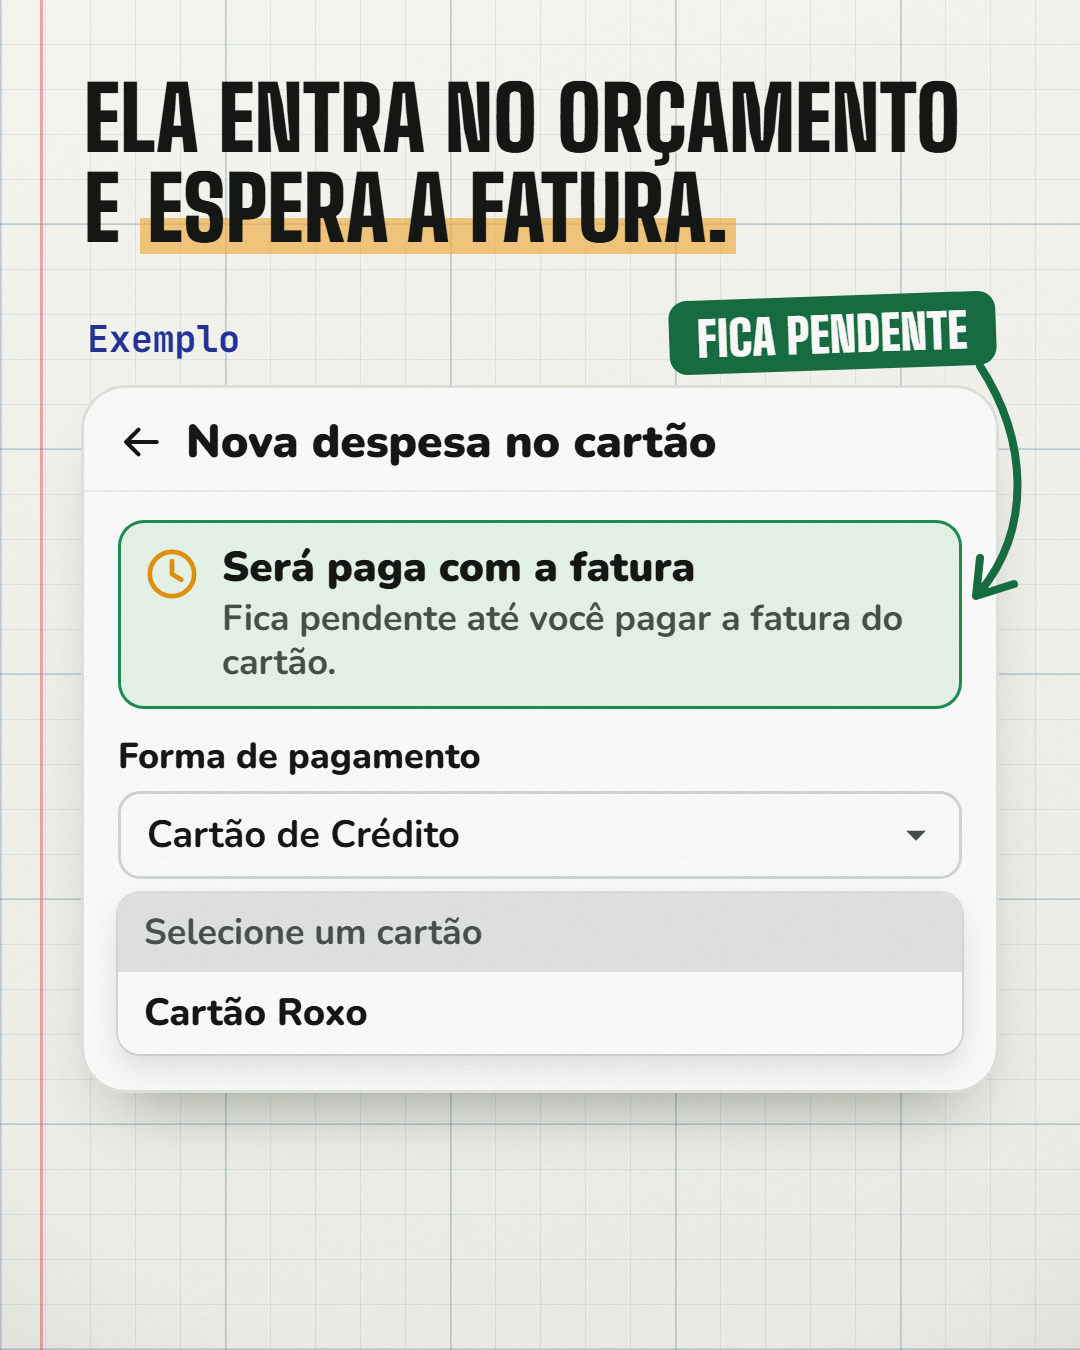 ELA ENTRA NO ORÇAMENTO
E ESPERA A FATURA.
Exemplo
FICA PENDENTE
Nova despesa no cartão
Será paga com a fatura
Fica pendente até você pagar a fatura do
cartão.
Forma de pagamento
Cartão de Crédito
Selecione um cartão
Cartão Roxo